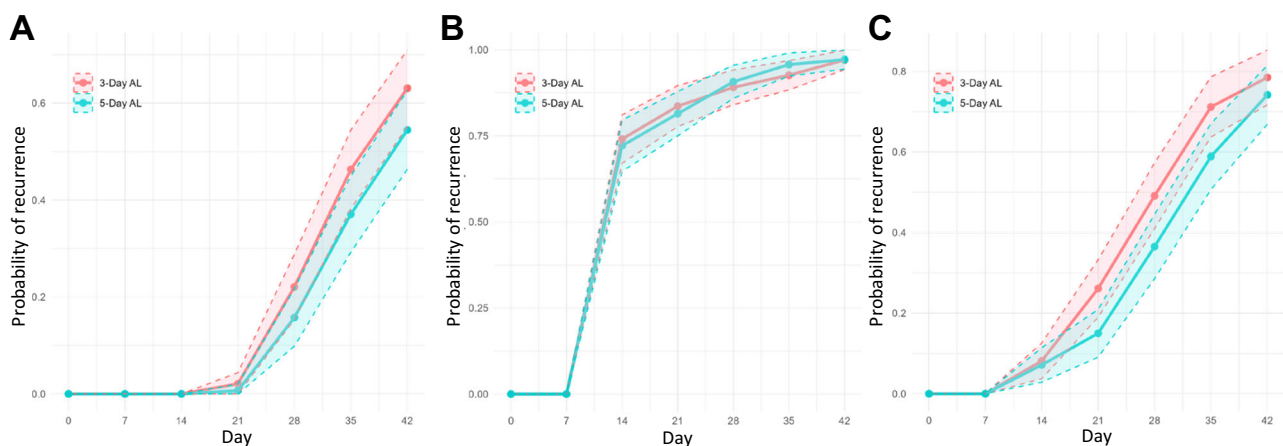 A
Probability of recurrence
0.6
0.4
0.2
0.0
3-Day AL
5-Day AL
0 7 14 21 28 35 42
Day
B
Probability of recurrence
1.00
0.75
0.50
0.25
0.00
3-Day AL
5-Day AL
0 7 14 21 28 35 42
Day
C
Probability of recurrence
0.8
0.6
0.4
0.2
0.0
3-Day AL
5-Day AL
0 7 14 21 28 35 42
Day